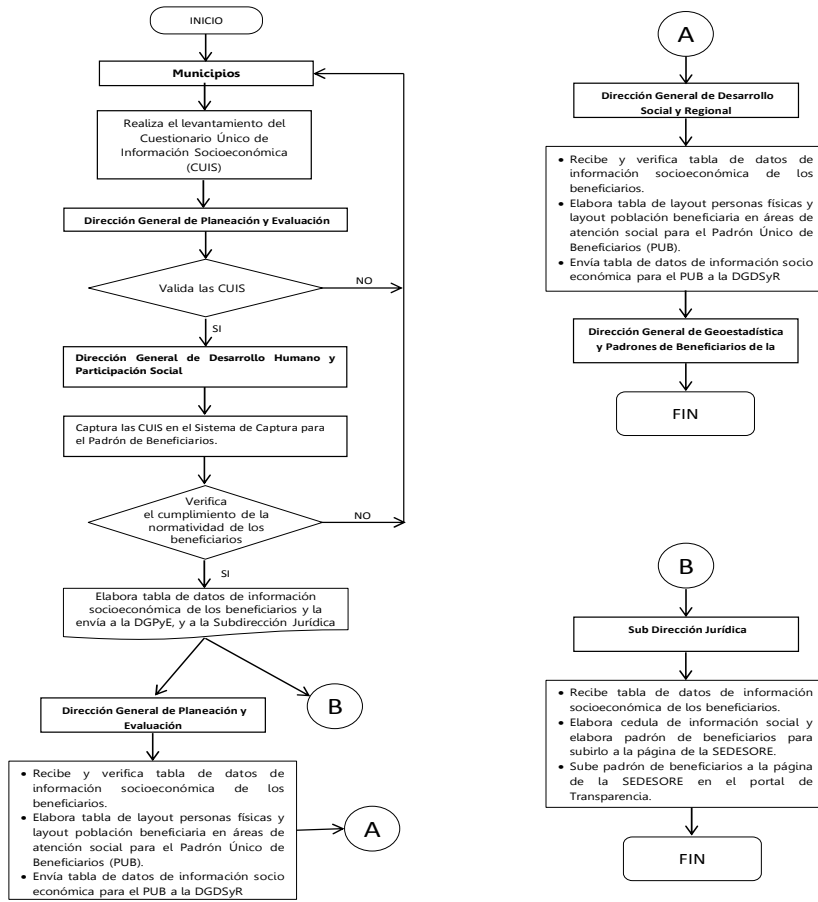 INICIO
Municipios
Realiza el levantamiento del
Cuestionario Único de
Información Socioeconómica
(CUIS)
Dirección General de Planeación y Evaluación
Valida las CUIS
NO
SI
Dirección General de Desarrollo Humano y
Participación Social
Captura las CUIS en el Sistema de Captura para
el Padrón de Beneficiarios.
Verifica
el cumplimiento de la
normatividad de los
beneficiarios
NO
SI
Elabora tabla de datos de información
socioeconómica de los beneficiarios y la
envía a la DGPyE, y a la Subdirección Jurídica
B
Dirección General de Planeación y
Evaluación
• Recibe y verifica tabla de datos de
información socioeconómica de los
beneficiarios.
• Elabora tabla de layout personas físicas y
layout población beneficiaria en áreas de
atención social para el Padrón Único de
Beneficiarios (PUB).
• Envía tabla de datos de información socio
económica para el PUB a la DGDSyR
A
A
Dirección General de Desarrollo
Social y Regional
• Recibe y verifica tabla de datos de
información socioeconómica de los
beneficiarios.
• Elabora tabla de layout personas físicas y
layout población beneficiaria en áreas de
atención social para el Padrón Único de
Beneficiarios (PUB).
• Envía tabla de datos de información socio
económica para el PUB a la DGDSyR
Dirección General de Geoestadística
y Padrones de Beneficiarios de la
FIN
B
Sub Dirección Jurídica
• Recibe tabla de datos de información
socioeconómica de los beneficiarios.
• Elabora cedula de información social y
elabora padrón de beneficiarios para
subirlo a la página de la SEDESORE.
• Sube padrón de beneficiarios a la página
de la SEDESORE en el portal de
Transparencia.
FIN